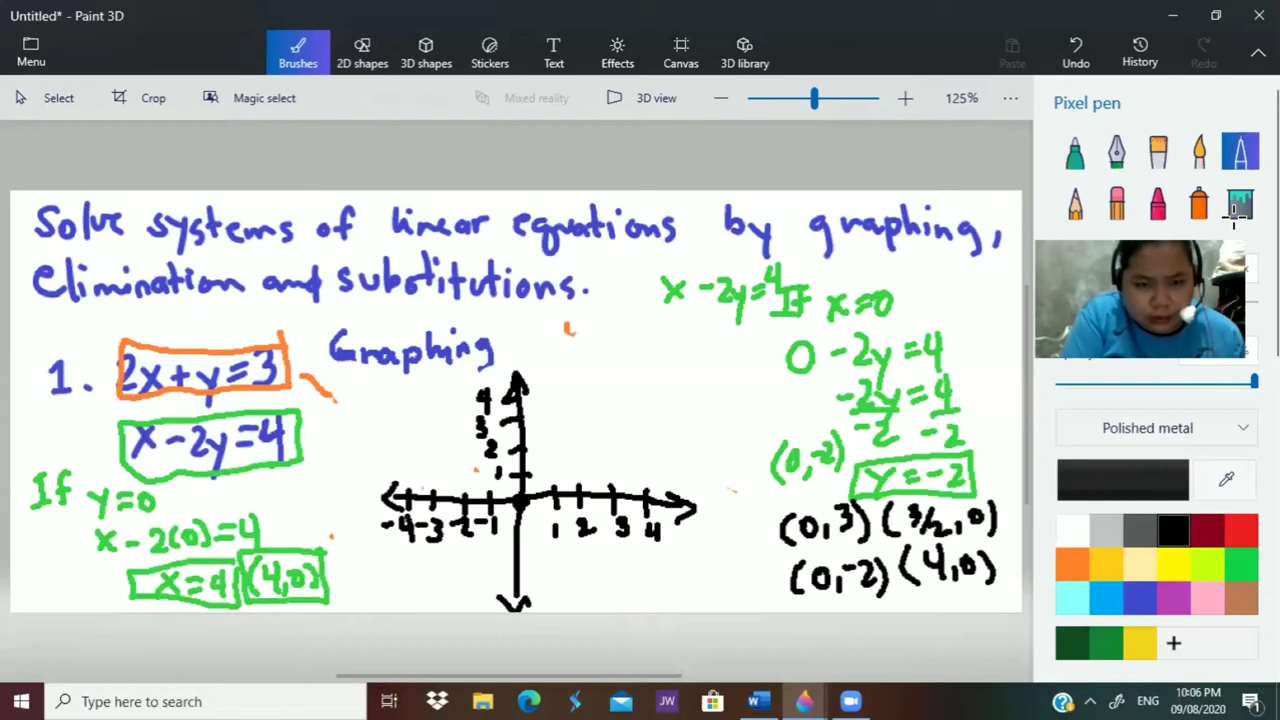 Untitled* - Paint 3D
Menu
Brushes
2D shapes
3D shapes
Stickers
Text
Effects
Canvas
3D library
Paste
Undo
History
Redo
Select
Crop
Magic select
Mixed reality
3D view
125%
Pixel pen
Solve systems of linear equations by graphing,
elimination and substitutions.
x - 2y = 4 If x = 0
1. 2x + y = 3
Graphing
0 - 2y = 4
x - 2y = 4
-2y = 4
-2 -2
(0,-2) y = -2
If y = 0
x - 2(0) = 4
x = 4 (4,0)
4
3
2
1
-4 -3 -2 -1 1 2 3 4
(0,3) (3/2,0)
(0,-2) (4,0)
Polished metal
Type here to search
JW
ENG
10:06 PM
09/08/2020
1